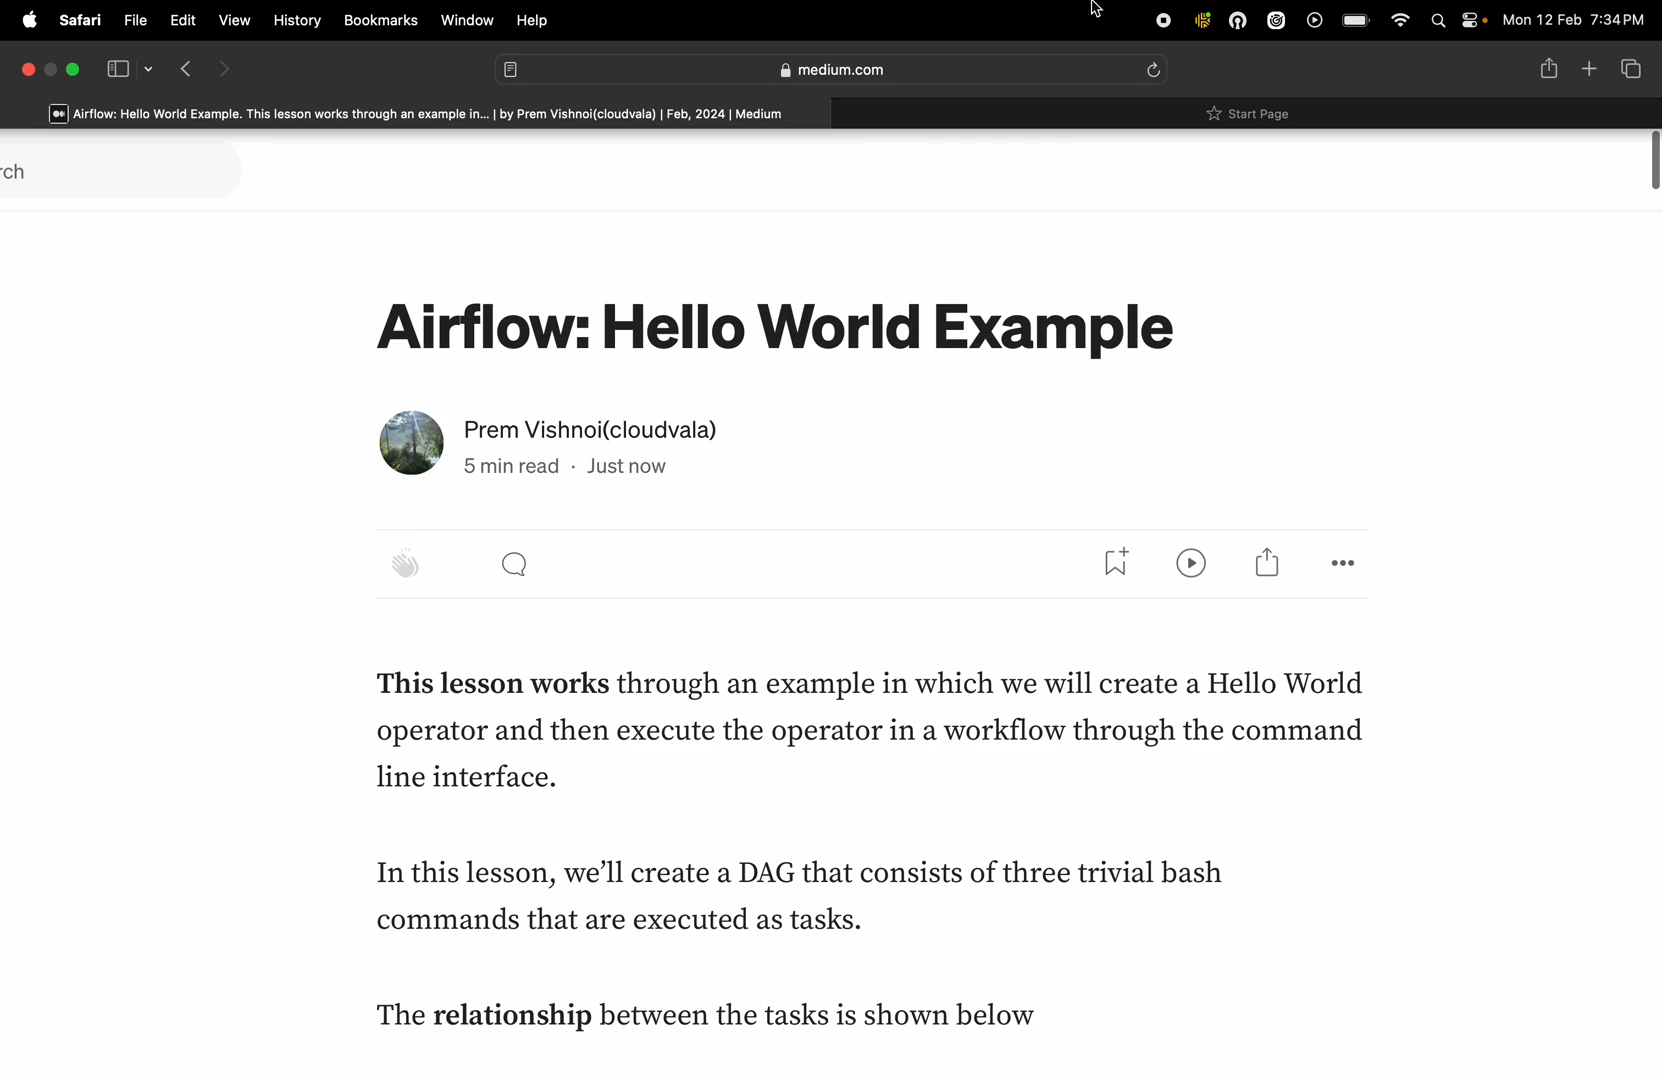 Safari File Edit View History Bookmarks Window Help Mon 12 Feb 7:34 PM
medium.com
Airflow: Hello World Example. This lesson works through an example in... | by Prem Vishnoi(cloudvala) | Feb, 2024 | Medium
Start Page
rch
Airflow: Hello World Example
Prem Vishnoi(cloudvala)
5 min read · Just now
This lesson works through an example in which we will create a Hello World
operator and then execute the operator in a workflow through the command
line interface.
In this lesson, we’ll create a DAG that consists of three trivial bash
commands that are executed as tasks.
The relationship between the tasks is shown below